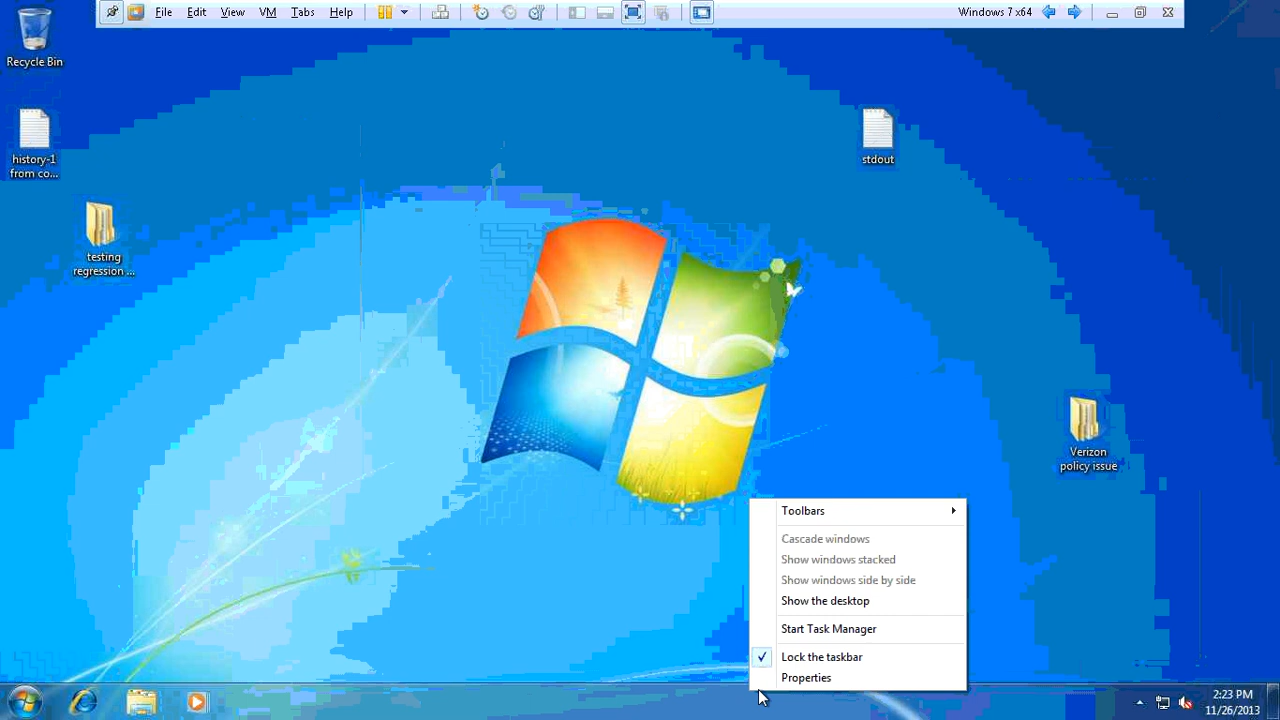 File Edit View VM Tabs Help Windows 7 x64
Recycle Bin
history-1
from co...
stdout
testing
regression ...
Verizon
policy issue
Toolbars
Cascade windows
Show windows stacked
Show windows side by side
Show the desktop
Start Task Manager
Lock the taskbar
Properties
2:23 PM
11/26/2013